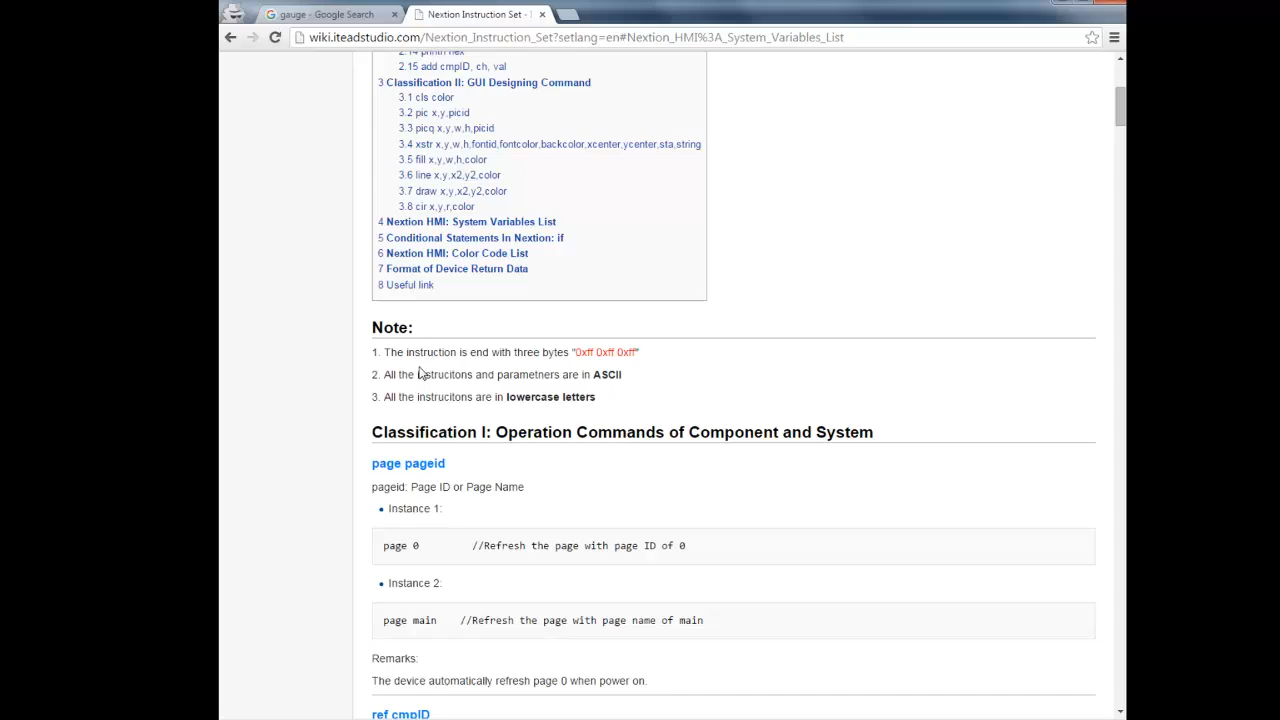 gauge - Google Search
Nextion Instruction Set -
wiki.iteadstudio.com/Nextion_Instruction_Set?setlang=en#Nextion_HMI%3A_System_Variables_List
2.15 add cmpID, ch, val
3 Classification II: GUI Designing Command
3.1 cls color
3.2 pic x,y,picid
3.3 picq x,y,w,h,picid
3.4 xstr x,y,w,h,fontid,fontcolor,backcolor,xcenter,ycenter,sta,string
3.5 fill x,y,w,h,color
3.6 line x,y,x2,y2,color
3.7 draw x,y,x2,y2,color
3.8 cir x,y,r,color
4 Nextion HMI: System Variables List
5 Conditional Statements In Nextion: if
6 Nextion HMI: Color Code List
7 Format of Device Return Data
8 Useful link
Note:
1. The instruction is end with three bytes "0xff 0xff 0xff"
2. All the instrucitons and parametners are in ASCII
3. All the instrucitons are in lowercase letters
Classification I: Operation Commands of Component and System
page pageid
pageid: Page ID or Page Name
Instance 1:
page 0 //Refresh the page with page ID of 0
Instance 2:
page main //Refresh the page with page name of main
Remarks:
The device automatically refresh page 0 when power on.
ref cmpID